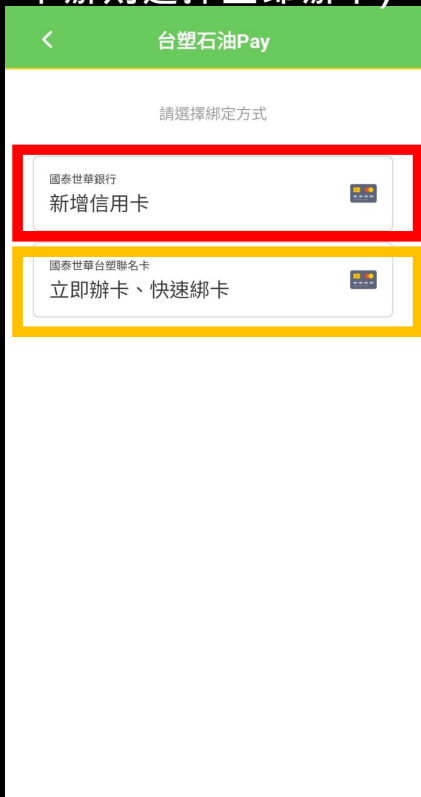 台塑石油Pay
請選擇綁定方式
國泰世華銀行
新增信用卡
國泰世華台塑聯名卡
立即辦卡、快速綁卡